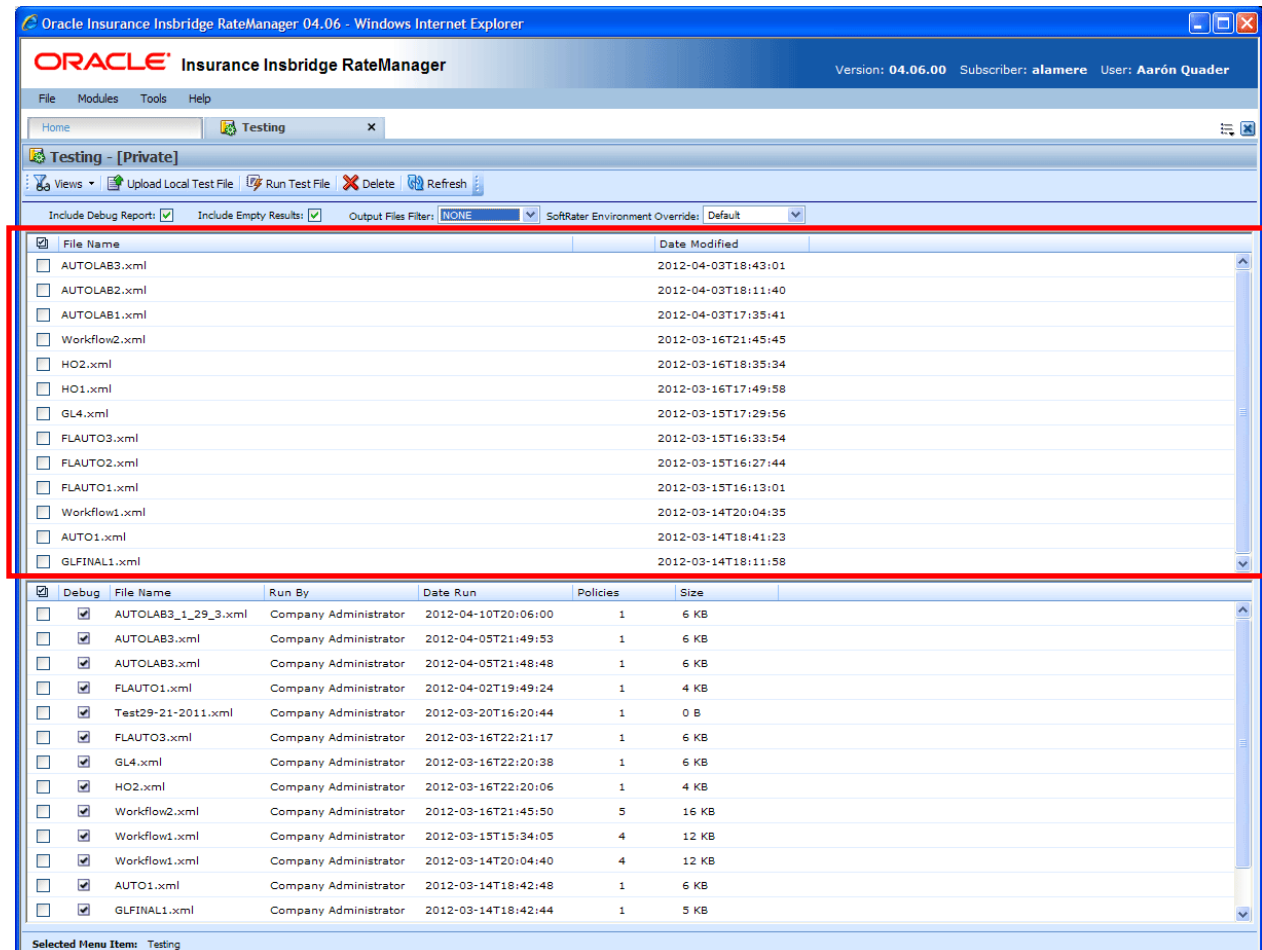 Oracle Insurance Insbridge RateManager 04.06 - Windows Internet Explorer
ORACLE® Insurance Insbridge RateManager
Version: 04.06.00 Subscriber: alamere User: Aarón Quader
File Modules Tools Help
Home Testing x
Testing - [Private]
Views Upload Local Test File Run Test File Delete Refresh
Include Debug Report: Include Empty Results: Output Files Filter: NONE SoftRater Environment Override: Default
File Name Date Modified
AUTOLAB3.xml 2012-04-03T18:43:01
AUTOLAB2.xml 2012-04-03T18:11:40
AUTOLAB1.xml 2012-04-03T17:35:41
Workflow2.xml 2012-03-16T21:45:45
HO2.xml 2012-03-16T18:35:34
HO1.xml 2012-03-16T17:49:58
GL4.xml 2012-03-15T17:29:56
FLAUTO3.xml 2012-03-15T16:33:54
FLAUTO2.xml 2012-03-15T16:27:44
FLAUTO1.xml 2012-03-15T16:13:01
Workflow1.xml 2012-03-14T20:04:35
AUTO1.xml 2012-03-14T18:41:23
GLFINAL1.xml 2012-03-14T18:11:58
Debug File Name Run By Date Run Policies Size
AUTOLAB3_1_29_3.xml Company Administrator 2012-04-10T20:06:00 1 6 KB
AUTOLAB3.xml Company Administrator 2012-04-05T21:49:53 1 6 KB
AUTOLAB3.xml Company Administrator 2012-04-05T21:48:48 1 6 KB
FLAUTO1.xml Company Administrator 2012-04-02T19:49:24 1 4 KB
Test29-21-2011.xml Company Administrator 2012-03-20T16:20:44 1 0 B
FLAUTO3.xml Company Administrator 2012-03-16T22:21:17 1 6 KB
GL4.xml Company Administrator 2012-03-16T22:20:38 1 6 KB
HO2.xml Company Administrator 2012-03-16T22:20:06 1 4 KB
Workflow2.xml Company Administrator 2012-03-16T21:45:50 5 16 KB
Workflow1.xml Company Administrator 2012-03-15T15:34:05 4 12 KB
Workflow1.xml Company Administrator 2012-03-14T20:04:40 4 12 KB
AUTO1.xml Company Administrator 2012-03-14T18:42:48 1 6 KB
GLFINAL1.xml Company Administrator 2012-03-14T18:42:44 1 5 KB
Selected Menu Item: Testing